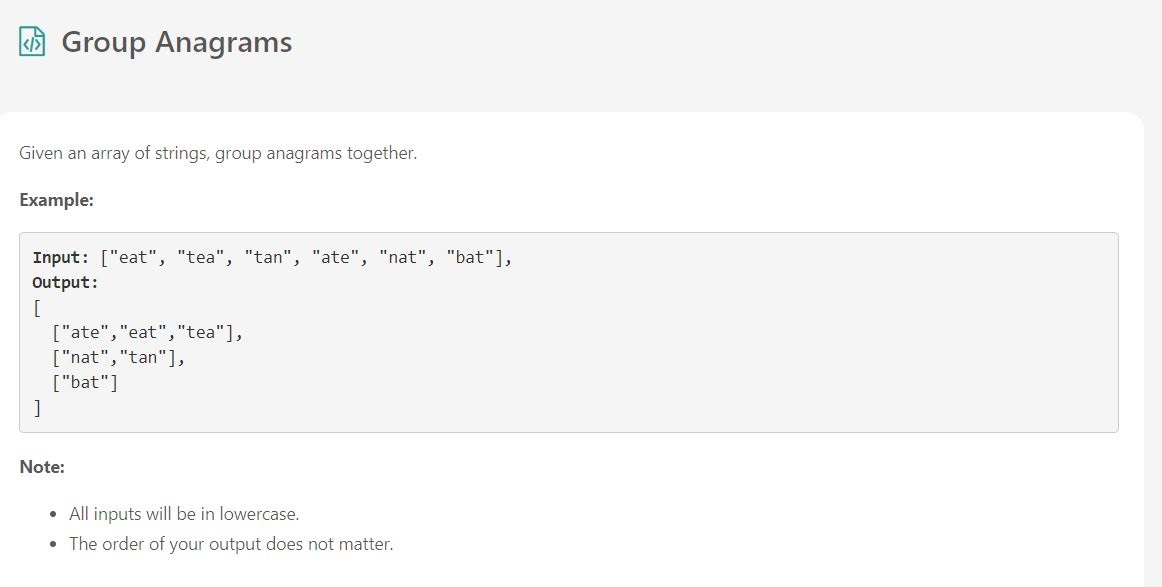 Group Anagrams
Given an array of strings, group anagrams together.
Example:
Input: ["eat", "tea", "tan", "ate", "nat", "bat"],
Output:
[
  ["ate","eat","tea"],
  ["nat","tan"],
  ["bat"]
]
Note:
• All inputs will be in lowercase.
• The order of your output does not matter.